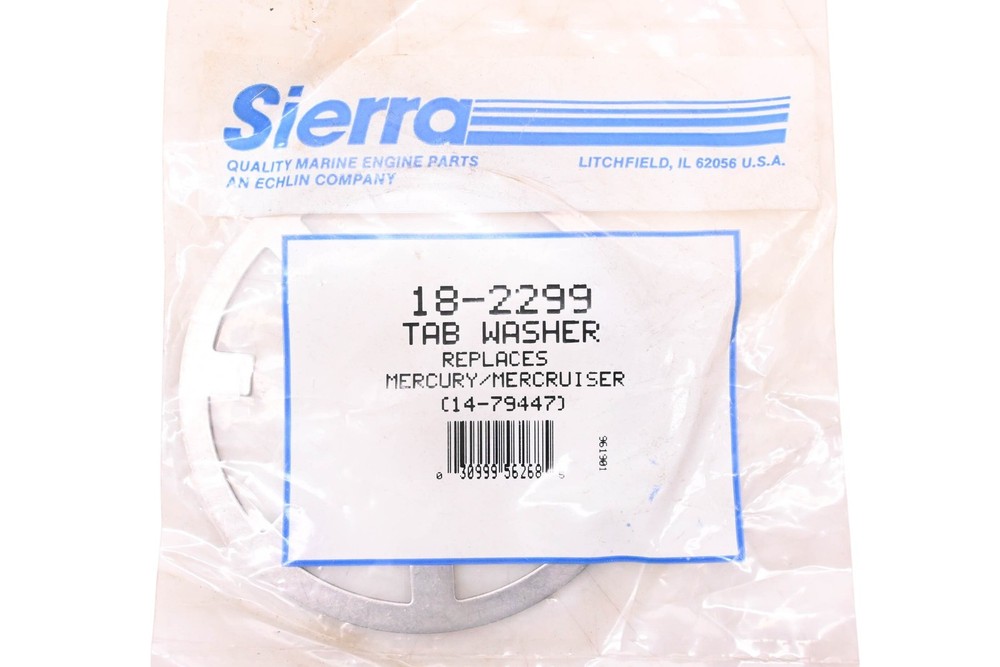 Sierra
QUALITY MARINE ENGINE PARTS
AN ECHLIN COMPANY
LITCHFIELD, IL 62056 U.S.A.
18-2299
TAB WASHER
REPLACES
MERCURY/MERCRUISER
(14-79447)
0 30999 56268
961901